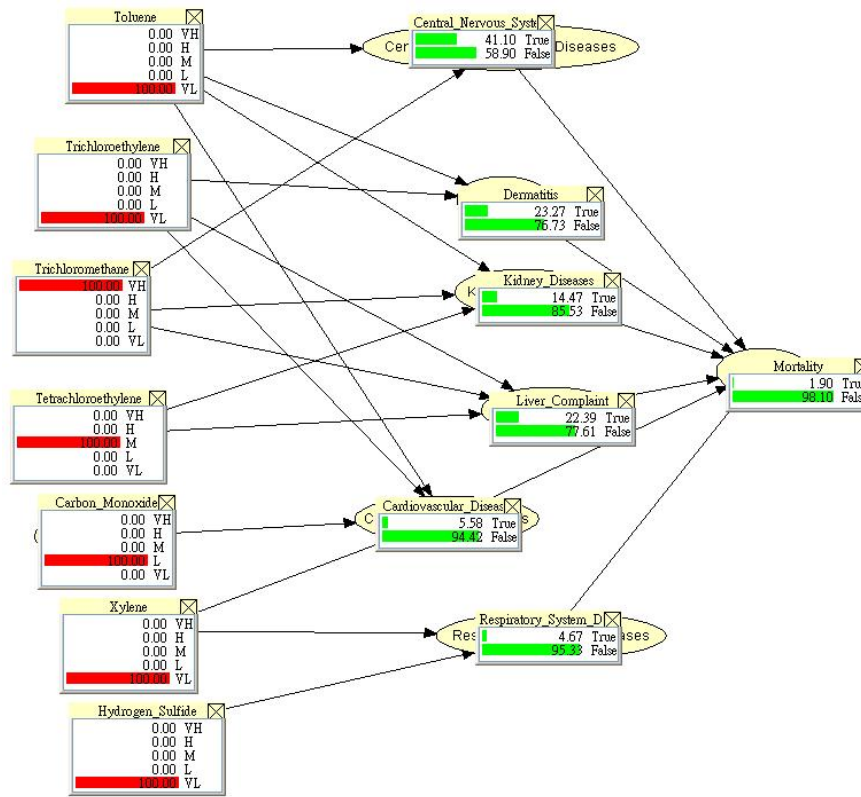 Toluene
0.00 VH
0.00 H
0.00 M
0.00 L
100.00 VL
Central_Nervous_Syste
Cer Diseases
41.10 True
58.90 False
Trichloroethylene
0.00 VH
0.00 H
0.00 M
0.00 L
100.00 VL
Dermatitis
23.27 True
76.73 False
Trichloromethane
100.00 VH
0.00 H
0.00 M
0.00 L
0.00 VL
Kidney_Diseases
K
14.47 True
85.53 False
Mortality
1.90 Tru
98.10 Fals
Tetrachloroethylene
0.00 VH
0.00 H
100.00 M
0.00 L
0.00 VL
Liver_Complaint
22.39 True
77.61 False
Carbon_Monoxide
(
0.00 VH
0.00 H
0.00 M
100.00 L
0.00 VL
Cardiovascular_Diseas
C s
5.58 True
94.42 False
Xylene
0.00 VH
0.00 H
0.00 M
0.00 L
100.00 VL
Respiratory_System_D
Res ases
4.67 True
95.33 False
Hydrogen_Sulfide
0.00 VH
0.00 H
0.00 M
0.00 L
100.00 VL